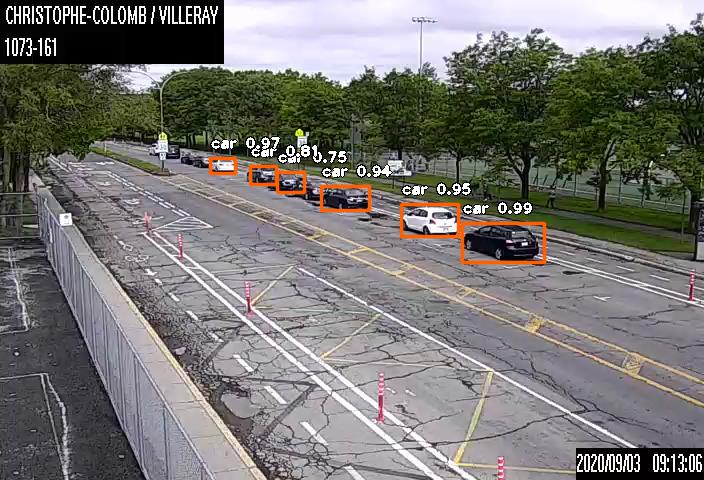 CHRISTOPHE-COLOMB / VILLERAY
1073-161
car 0.97
car 0.81
car 0.75
car 0.94
car 0.95
car 0.99
2020/09/03 09:13:06